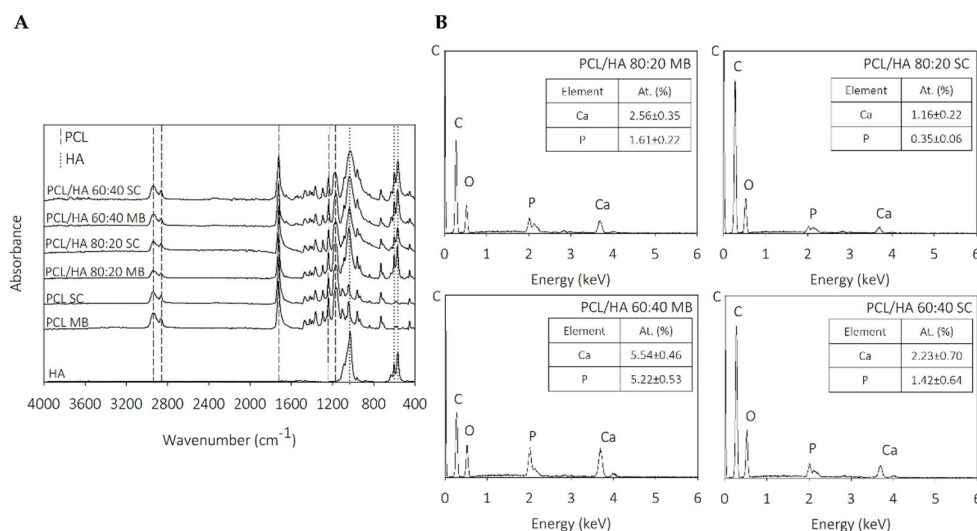 A
B
PCL
HA
PCL/HA 60:40 SC
PCL/HA 60:40 MB
PCL/HA 80:20 SC
PCL/HA 80:20 MB
PCL SC
PCL MB
HA
Absorbance
4000 3200 2400 1600 1200 800 400
Wavenumber (cm⁻¹)
C
PCL/HA 80:20 MB
Element At. (%)
Ca 2.56±0.35
P 1.61±0.22
C
O
P
Ca
0 1 2 3 4 5 6
Energy (keV)
C
PCL/HA 80:20 SC
Element At. (%)
Ca 1.16±0.22
P 0.35±0.06
C
O
P
Ca
0 1 2 3 4 5 6
Energy (keV)
C
PCL/HA 60:40 MB
Element At. (%)
Ca 5.54±0.46
P 5.22±0.53
C
O
P
Ca
0 1 2 3 4 5 6
Energy (keV)
C
PCL/HA 60:40 SC
Element At. (%)
Ca 2.23±0.70
P 1.42±0.64
C
O
P
Ca
0 1 2 3 4 5 6
Energy (keV)